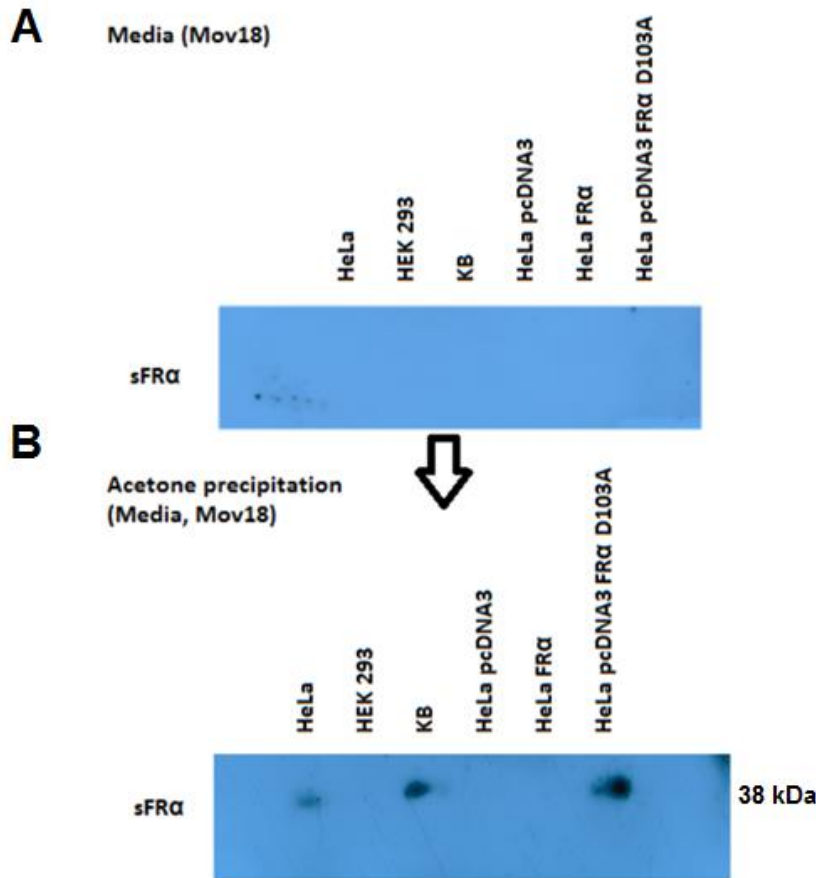 A
Media (Mov18)
HeLa
HEK 293
KB
HeLa pcDNA3
HeLa FRα
HeLa pcDNA3 FRα D103A
sFRα
B
Acetone precipitation
(Media, Mov18)
HeLa
HEK 293
KB
HeLa pcDNA3
HeLa FRα
HeLa pcDNA3 FRα D103A
sFRα
38 kDa